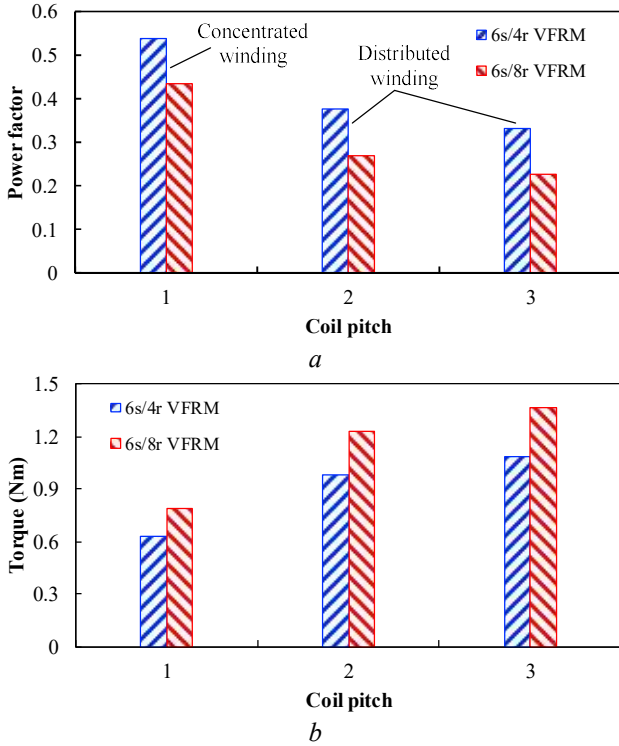 0.6
0.5
0.4
0.3
0.2
0.1
0
Power factor
Concentrated
winding
Distributed
winding
6s/4r VFRM
6s/8r VFRM
1 2 3
Coil pitch
a
1.5
1.2
0.9
0.6
0.3
0
Torque (Nm)
6s/4r VFRM
6s/8r VFRM
1 2 3
Coil pitch
b